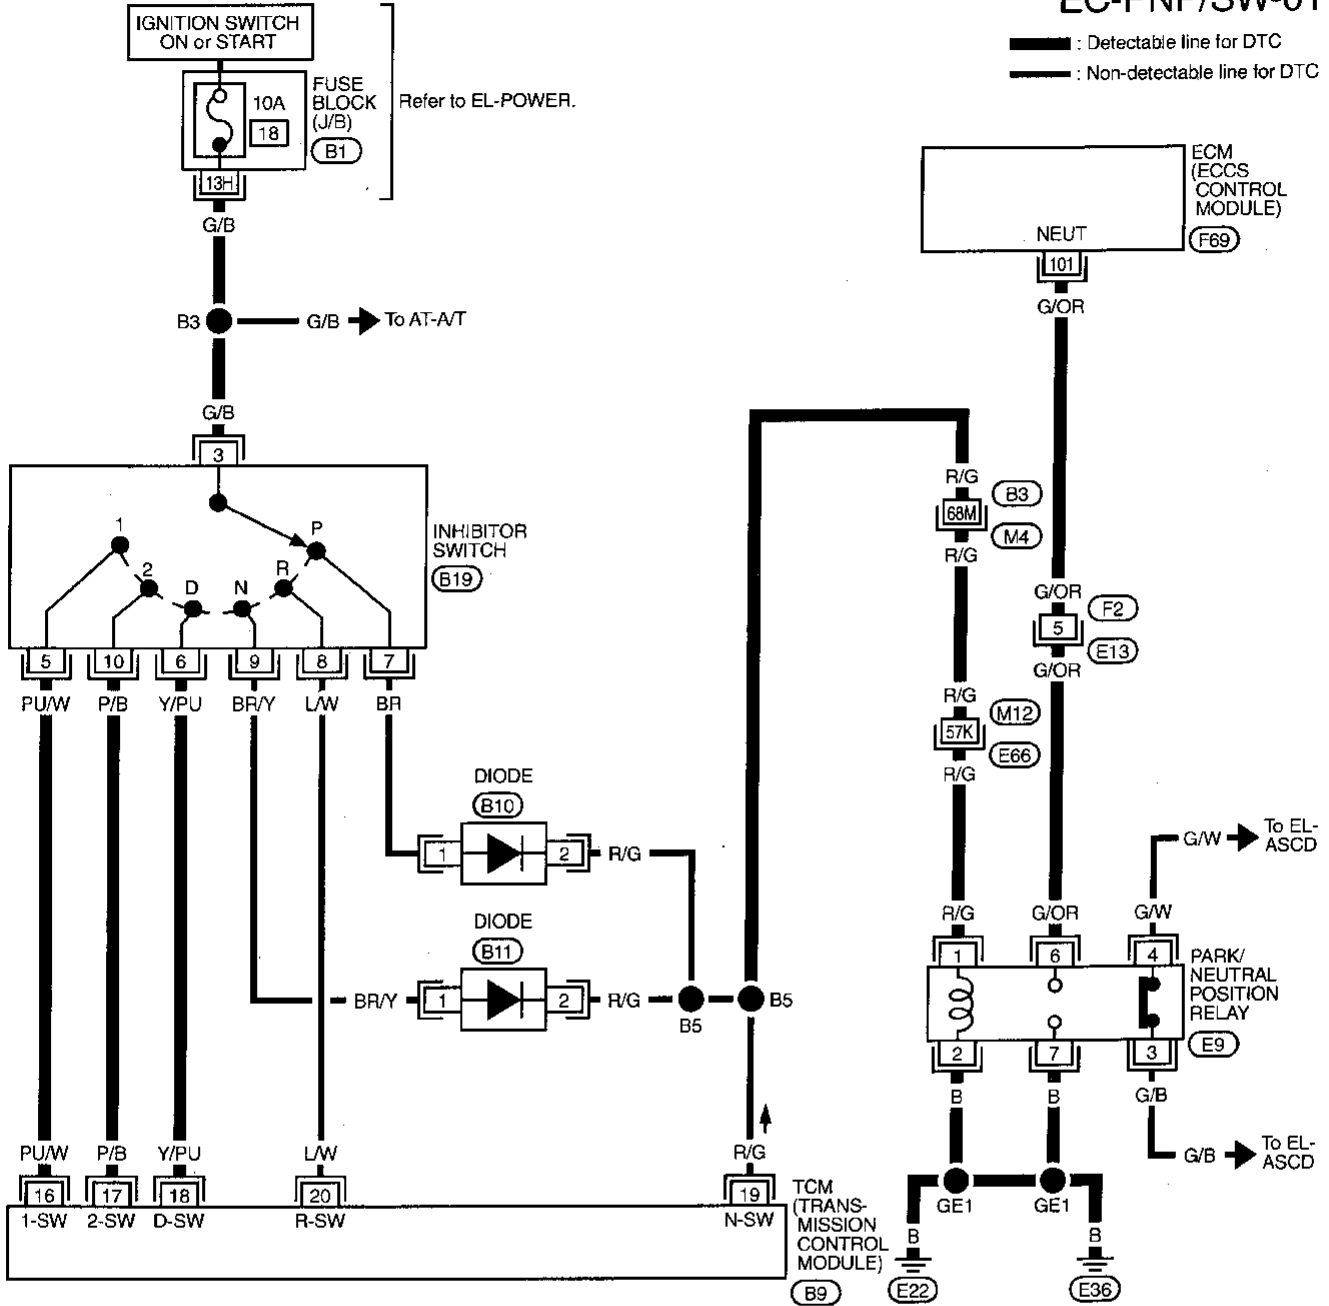 EC-PNP/SW-01
: Detectable line for DTC
: Non-detectable line for DTC
IGNITION SWITCH
ON or START
10A
18
FUSE
BLOCK
(J/B)
B1
Refer to EL-POWER.
13H
G/B
B3
G/B
To AT-A/T
G/B
3
ECM
(ECCS
CONTROL
MODULE)
F69
NEUT
101
G/OR
R/G
68M
B3
M4
R/G
1
2
D
N
R
P
INHIBITOR
SWITCH
B19
G/OR
5
F2
E13
G/OR
5
10
6
9
8
7
PU/W
P/B
Y/PU
BR/Y
L/W
BR
R/G
57K
M12
E66
R/G
DIODE
B10
1
2
R/G
DIODE
B11
BR/Y
1
2
R/G
B5
B5
G/W
To EL-
ASCD
R/G
G/OR
G/W
1
6
4
PARK/
NEUTRAL
POSITION
RELAY
E9
2
7
3
B
B
G/B
G/B
To EL-
ASCD
GE1
GE1
B
B
E22
E36
PU/W
P/B
Y/PU
L/W
R/G
16
17
18
20
19
1-SW
2-SW
D-SW
R-SW
N-SW
TCM
(TRANS-
MISSION
CONTROL
MODULE)
B9